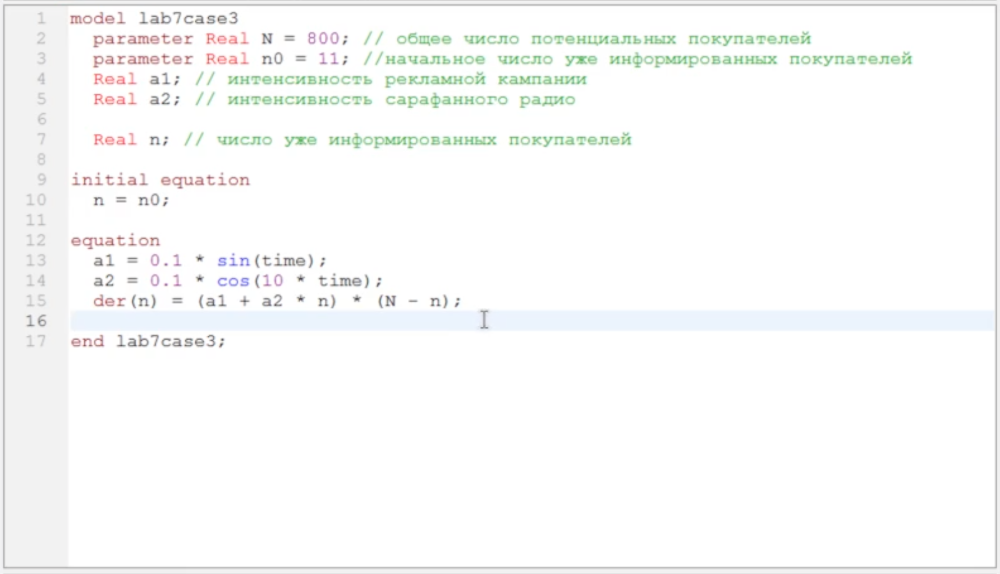 1 model lab7case3
2   parameter Real N = 800; // общее число потенциальных покупателей
3   parameter Real n0 = 11; //начальное число уже информированных покупателей
4   Real a1; // интенсивность рекламной кампании
5   Real a2; // интенсивность сарафанного радио
6
7   Real n; // число уже информированных покупателей
8
9 initial equation
10   n = n0;
11
12 equation
13   a1 = 0.1 * sin(time);
14   a2 = 0.1 * cos(10 * time);
15   der(n) = (a1 + a2 * n) * (N - n);
16
17 end lab7case3;